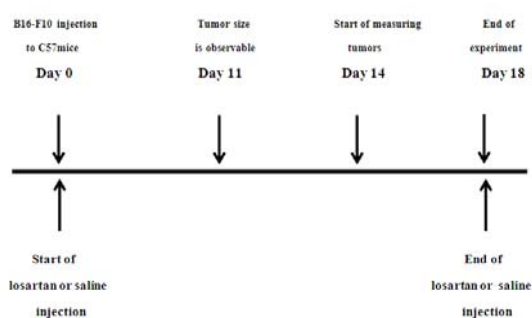 B16-F10 injection
to C57mice
Day 0
Tumor size
is observable
Day 11
Start of measuring
tumors
Day 14
End of
experiment
Day 18
Start of
losartan or saline
injection
End of
losartan or saline
injection